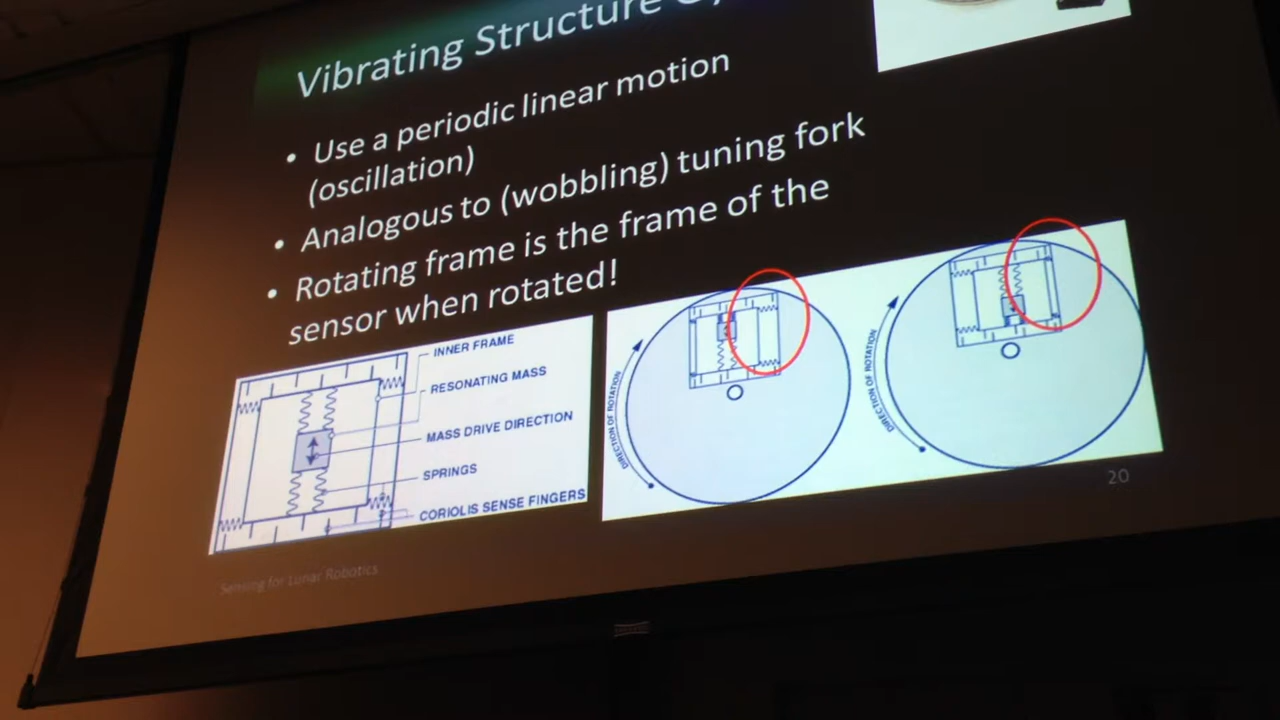 Vibrating Structure
• Use a periodic linear motion
(oscillation)
• Analogous to (wobbling) tuning fork
• Rotating frame is the frame of the
sensor when rotated!
INNER FRAME
RESONATING MASS
MASS DRIVE DIRECTION
SPRINGS
CORIOLIS SENSE FINGERS
DIRECTION OF ROTATION
DIRECTION OF ROTATION
20
Sensing for Lunar Robotics